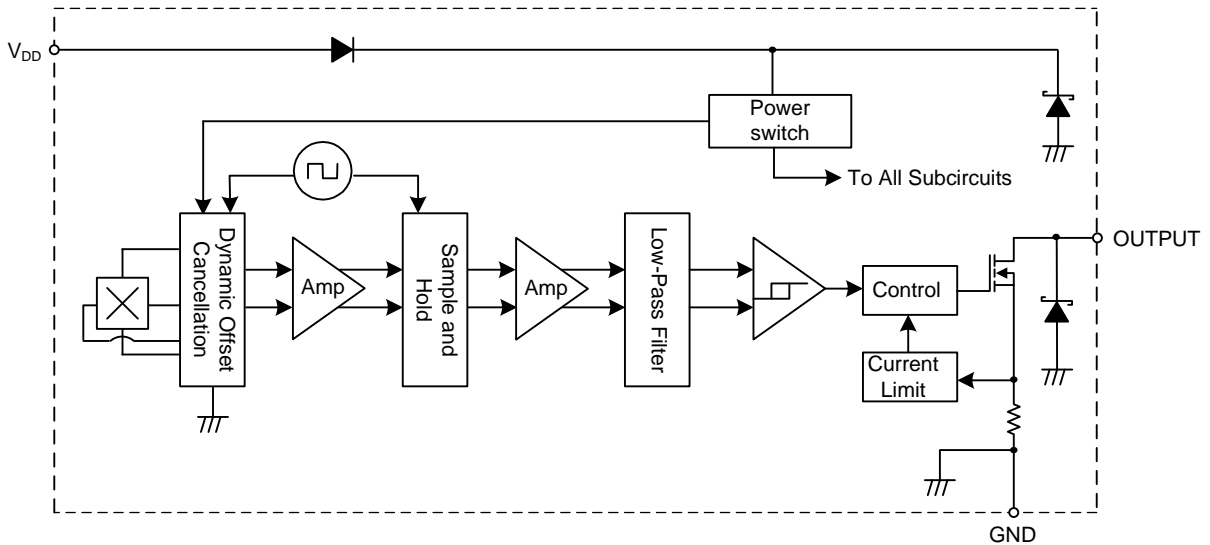 VDD
Power
switch
To All Subcircuits
OUTPUT
Dynamic Offset
Cancellation
Amp
Sample and
Hold
Amp
Low-Pass Filter
Control
Current
Limit
GND